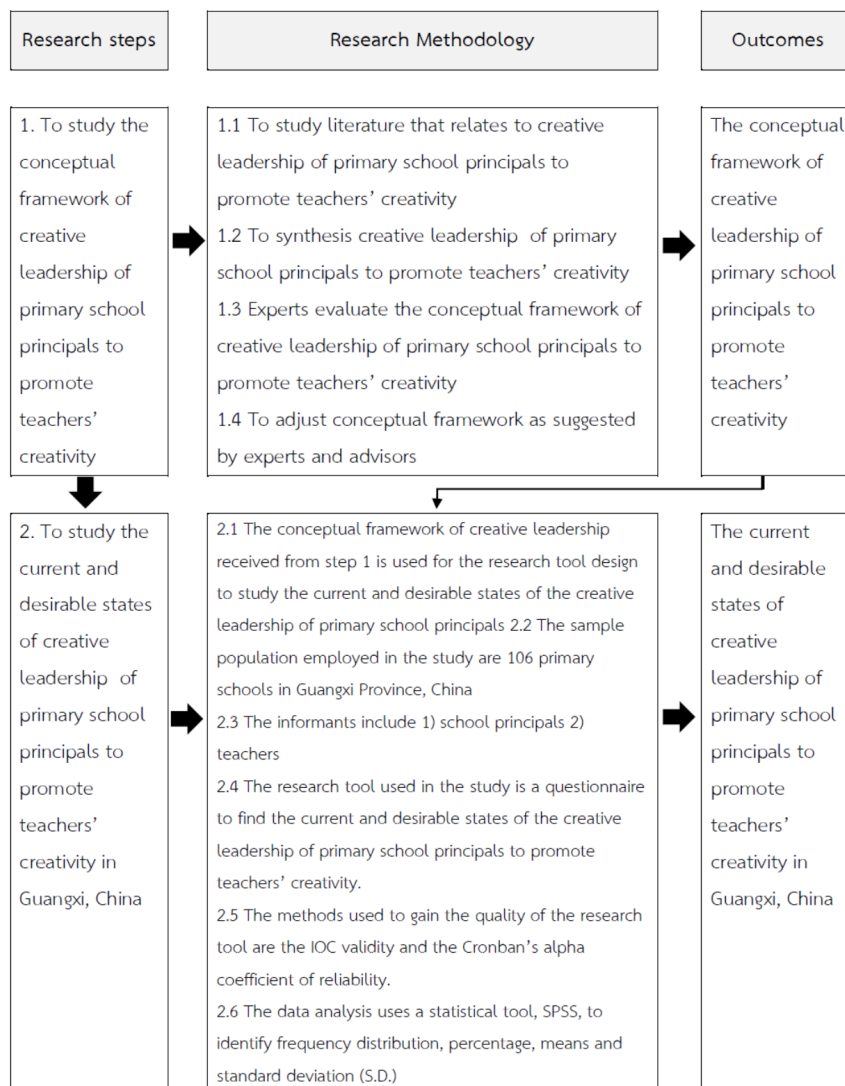 Research steps
Research Methodology
Outcomes
1. To study the
conceptual
framework of
creative
leadership of
primary school
principals to
promote
teachers'
creativity
1.1 To study literature that relates to creative
leadership of primary school principals to
promote teachers' creativity
1.2 To synthesis creative leadership of primary
school principals to promote teachers' creativity
1.3 Experts evaluate the conceptual framework of
creative leadership of primary school principals to
promote teachers' creativity
1.4 To adjust conceptual framework as suggested
by experts and advisors
The conceptual
framework of
creative
leadership of
primary school
principals to
promote
teachers'
creativity
2. To study the
current and
desirable states
of creative
leadership of
primary school
principals to
promote
teachers'
creativity in
Guangxi, China
2.1 The conceptual framework of creative leadership
received from step 1 is used for the research tool design
to study the current and desirable states of the creative
leadership of primary school principals 2.2 The sample
population employed in the study are 106 primary
schools in Guangxi Province, China
2.3 The informants include 1) school principals 2)
teachers
2.4 The research tool used in the study is a questionnaire
to find the current and desirable states of the creative
leadership of primary school principals to promote
teachers' creativity.
2.5 The methods used to gain the quality of the research
tool are the IOC validity and the Cronban's alpha
coefficient of reliability.
2.6 The data analysis uses a statistical tool, SPSS, to
identify frequency distribution, percentage, means and
standard deviation (S.D.)
The current
and desirable
states of
creative
leadership of
primary school
principals to
promote
teachers'
creativity in
Guangxi, China